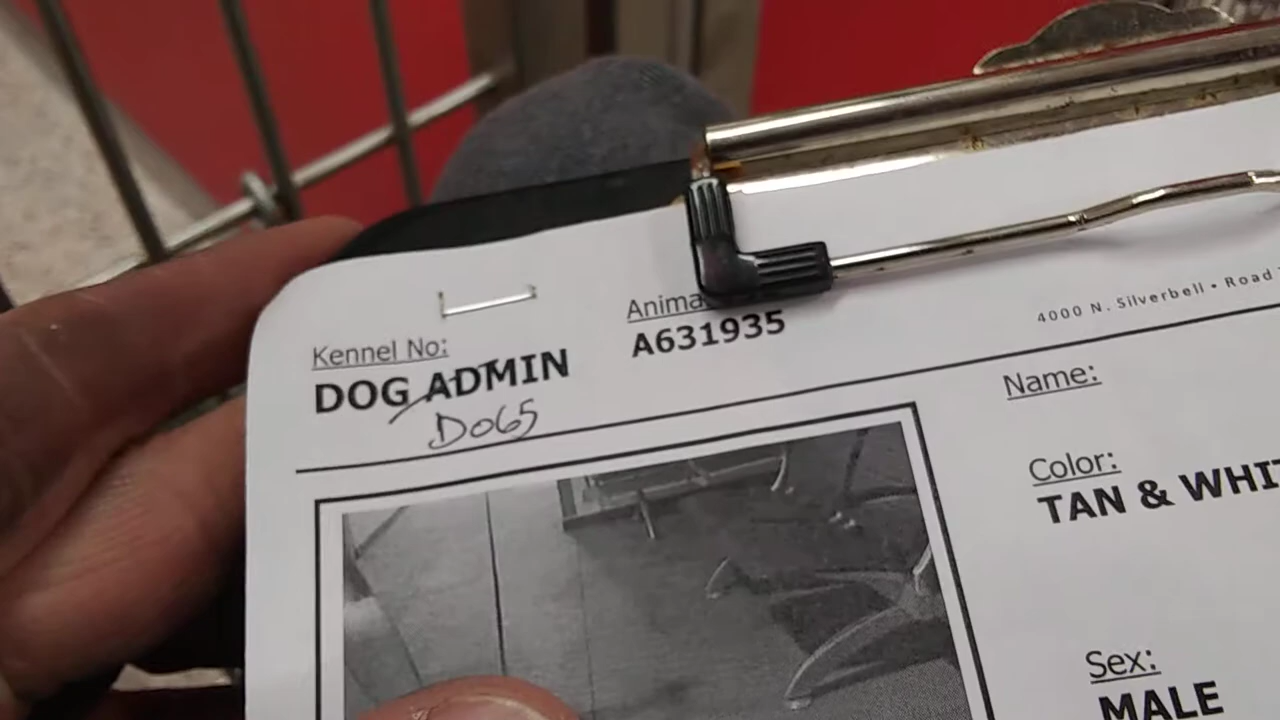 4000 N. Silverbell • Road
Kennel No:
DOG ADMIN
D065
A631935
Name:
Color:
TAN & WHI
Sex:
MALE